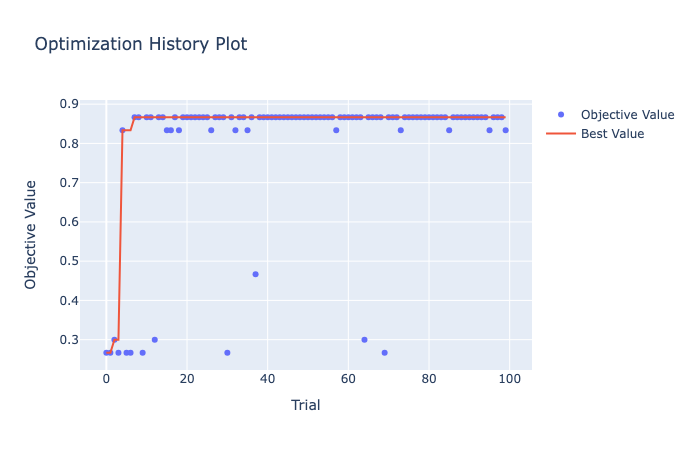 Optimization History Plot
Objective Value
Best Value
0.9
0.8
0.7
0.6
0.5
0.4
0.3
Objective Value
0
20
40
60
80
100
Trial